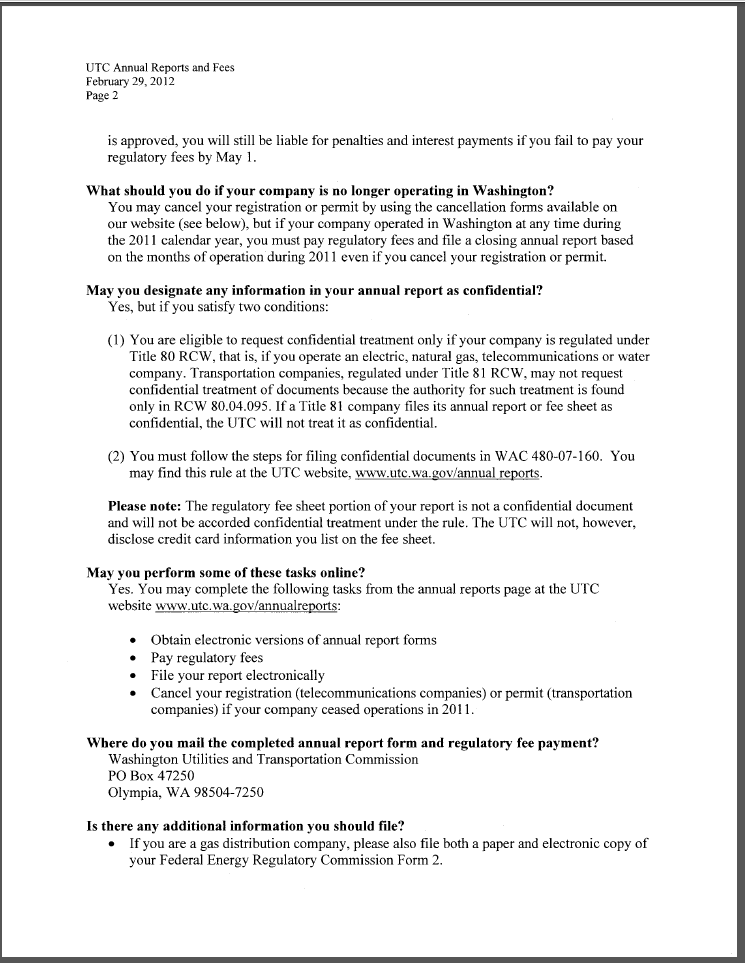 UTC Annual Reports and Fees
February 29, 2012
Page 2
is approved, you will still be liable for penalties and interest payments if you fail to pay your
regulatory fees by May 1.
What should you do if your company is no longer operating in Washington?
You may cancel your registration or permit by using the cancellation forms available on
our website (see below), but if your company operated in Washington at any time during
the 2011 calendar year, you must pay regulatory fees and file a closing annual report based
on the months of operation during 2011 even if you cancel your registration or permit.
May you designate any information in your annual report as confidential?
Yes, but if you satisfy two conditions:
(1) You are eligible to request confidential treatment only if your company is regulated under
Title 80 RCW, that is, if you operate an electric, natural gas, telecommunications or water
company. Transportation companies, regulated under Title 81 RCW, may not request
confidential treatment of documents because the authority for such treatment is found
only in RCW 80.04.095. If a Title 81 company files its annual report or fee sheet as
confidential, the UTC will not treat it as confidential.
(2) You must follow the steps for filing confidential documents in WAC 480-07-160. You
may find this rule at the UTC website, www.utc.wa.gov/annual reports.
Please note: The regulatory fee sheet portion of your report is not a confidential document
and will not be accorded confidential treatment under the rule. The UTC will not, however,
disclose credit card information you list on the fee sheet.
May you perform some of these tasks online?
Yes. You may complete the following tasks from the annual reports page at the UTC
website www.utc.wa.gov/annualreports:
• Obtain electronic versions of annual report forms
• Pay regulatory fees
• File your report electronically
• Cancel your registration (telecommunications companies) or permit (transportation
companies) if your company ceased operations in 2011.
Where do you mail the completed annual report form and regulatory fee payment?
Washington Utilities and Transportation Commission
PO Box 47250
Olympia, WA 98504-7250
Is there any additional information you should file?
• If you are a gas distribution company, please also file both a paper and electronic copy of
your Federal Energy Regulatory Commission Form 2.